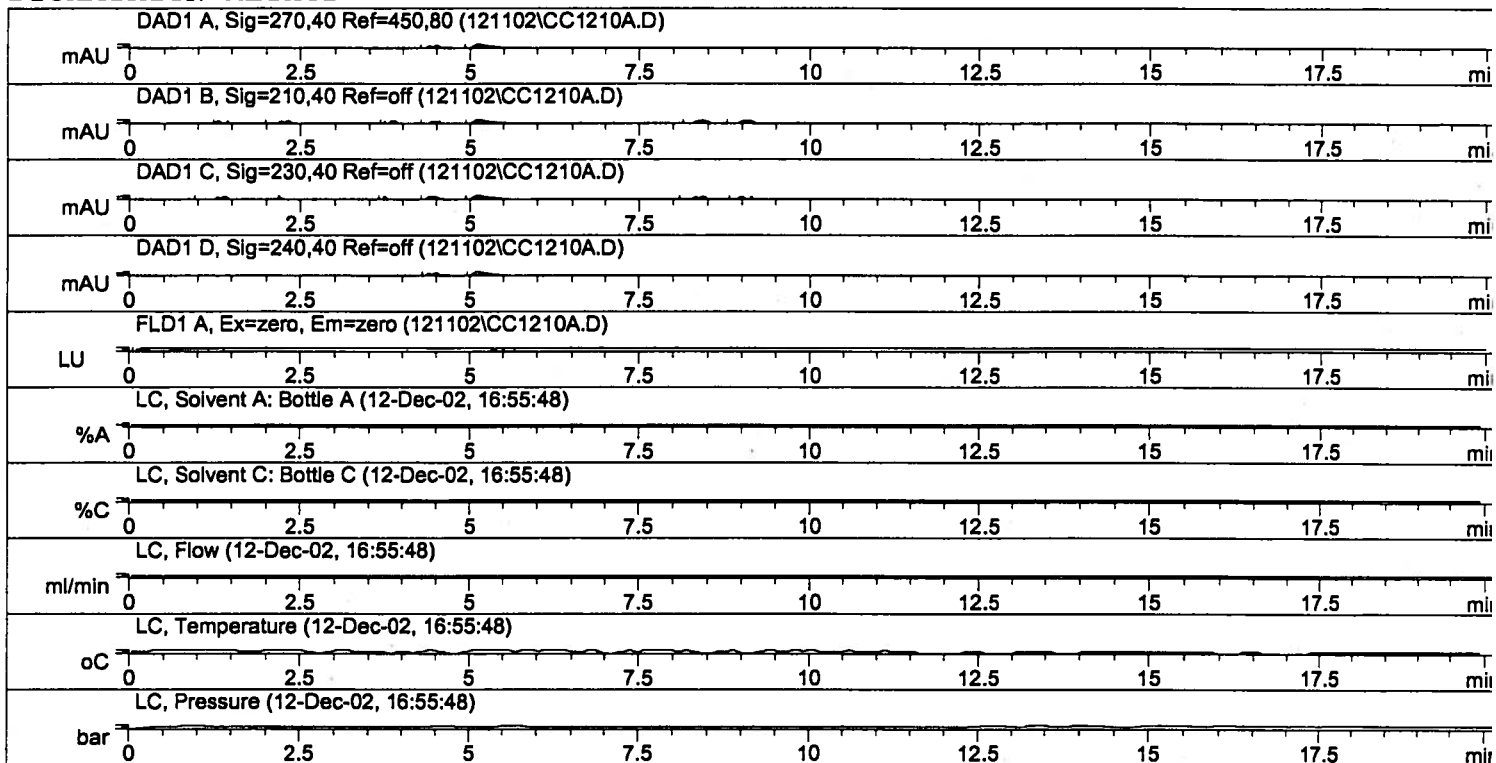 DAD1 A, Sig=270,40 Ref=450,80 (121102\CC1210A.D)
mAU
0 2.5 5 7.5 10 12.5 15 17.5 mi
DAD1 B, Sig=210,40 Ref=off (121102\CC1210A.D)
mAU
0 2.5 5 7.5 10 12.5 15 17.5 mi
DAD1 C, Sig=230,40 Ref=off (121102\CC1210A.D)
mAU
0 2.5 5 7.5 10 12.5 15 17.5 mi
DAD1 D, Sig=240,40 Ref=off (121102\CC1210A.D)
mAU
0 2.5 5 7.5 10 12.5 15 17.5 mi
FLD1 A, Ex=zero, Em=zero (121102\CC1210A.D)
LU
0 2.5 5 7.5 10 12.5 15 17.5 mi
LC, Solvent A: Bottle A (12-Dec-02, 16:55:48)
%A
0 2.5 5 7.5 10 12.5 15 17.5 min
LC, Solvent C: Bottle C (12-Dec-02, 16:55:48)
%C
0 2.5 5 7.5 10 12.5 15 17.5 min
LC, Flow (12-Dec-02, 16:55:48)
ml/min
0 2.5 5 7.5 10 12.5 15 17.5 min
LC, Temperature (12-Dec-02, 16:55:48)
oC
0 2.5 5 7.5 10 12.5 15 17.5 min
LC, Pressure (12-Dec-02, 16:55:48)
bar
0 2.5 5 7.5 10 12.5 15 17.5 min